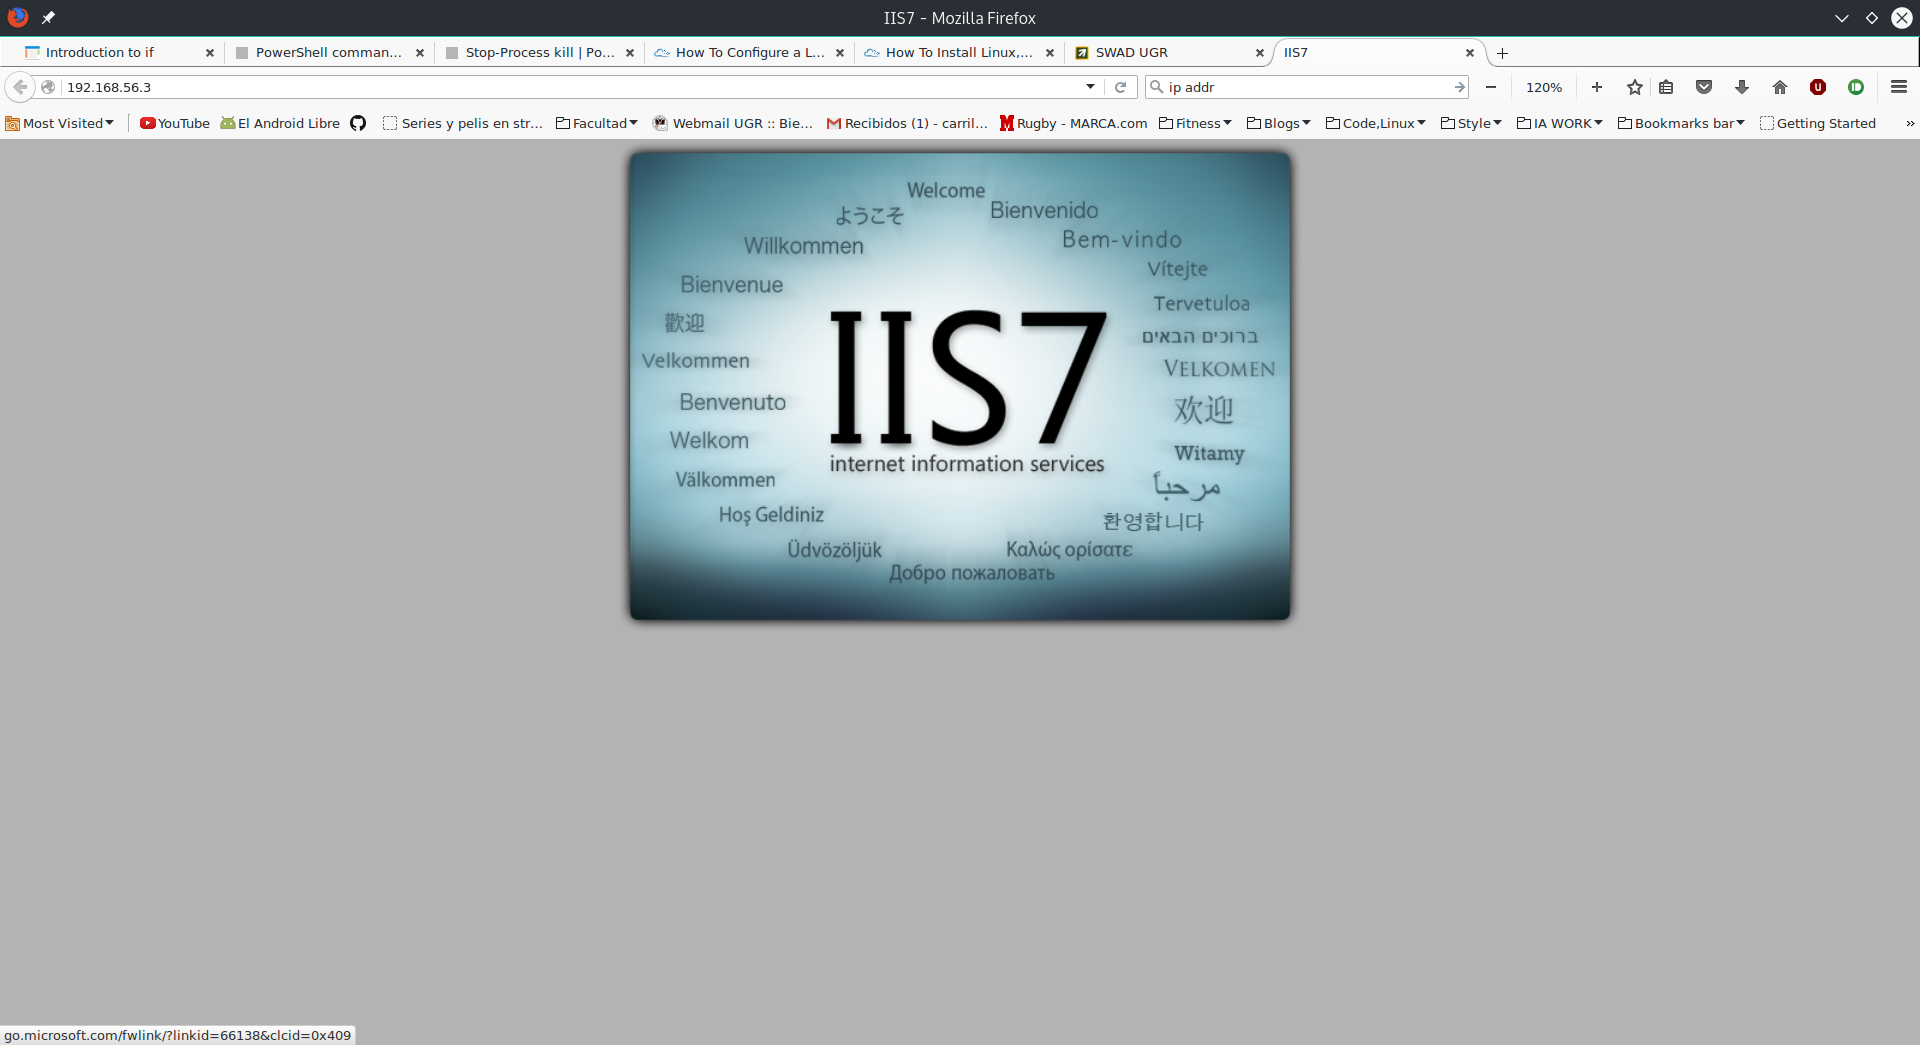 IIS7 - Mozilla Firefox
Introduction to if
PowerShell comman...
Stop-Process kill | Po...
How To Configure a L...
How To Install Linux,...
SWAD UGR
IIS7
192.168.56.3
ip addr
120%
Most Visited
YouTube
El Android Libre
Series y pelis en str...
Facultad
Webmail UGR :: Bie...
Recibidos (1) - carril...
Rugby - MARCA.com
Fitness
Blogs
Code,Linux
Style
IA WORK
Bookmarks bar
Getting Started
Welcome
ようこそ
Bienvenido
Willkommen
Bem-vindo
Vítejte
Bienvenue
Tervetuloa
歡迎
ברוכים הבאים
Velkommen
VELKOMEN
IIS7
internet information services
Benvenuto
欢迎
Welkom
Witamy
Välkommen
مرحباً
Hoş Geldiniz
환영합니다
Üdvözöljük
Καλώς ορίσατε
Добро пожаловать
go.microsoft.com/fwlink/?linkid=66138&clcid=0x409